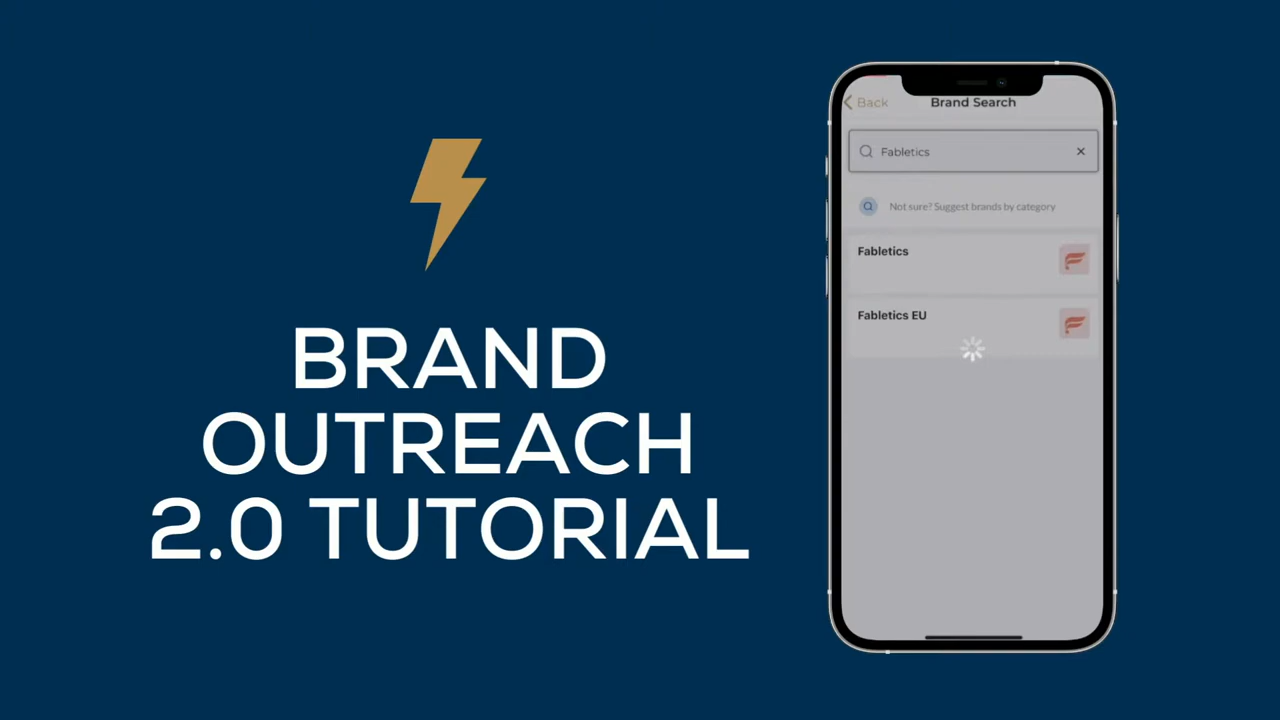 BRAND
OUTREACH
2.0 TUTORIAL
Back
Brand Search
Fabletics
Not sure? Suggest brands by category
Fabletics
Fabletics EU